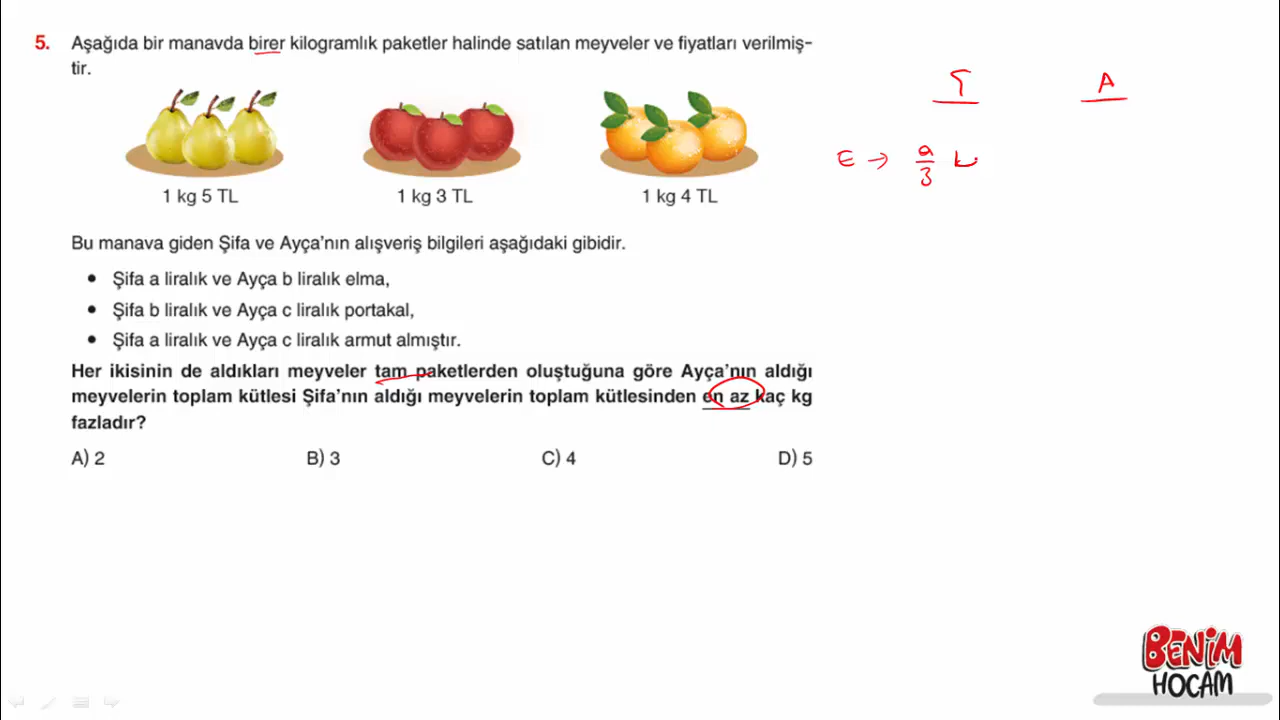 5. Aşağıda bir manavda birer kilogramlık paketler halinde satılan meyveler ve fiyatları verilmiş-
tir.
1 kg 5 TL
1 kg 3 TL
1 kg 4 TL
Bu manava giden Şifa ve Ayça'nın alışveriş bilgileri aşağıdaki gibidir.
• Şifa a liralık ve Ayça b liralık elma,
• Şifa b liralık ve Ayça c liralık portakal,
• Şifa a liralık ve Ayça c liralık armut almıştır.
Her ikisinin de aldıkları meyveler tam paketlerden oluştuğuna göre Ayça'nın aldığı
meyvelerin toplam kütlesi Şifa'nın aldığı meyvelerin toplam kütlesinden en az kaç kg
fazladır?
A) 2
B) 3
C) 4
D) 5
A
E → a/3
BENİM
HOCAM